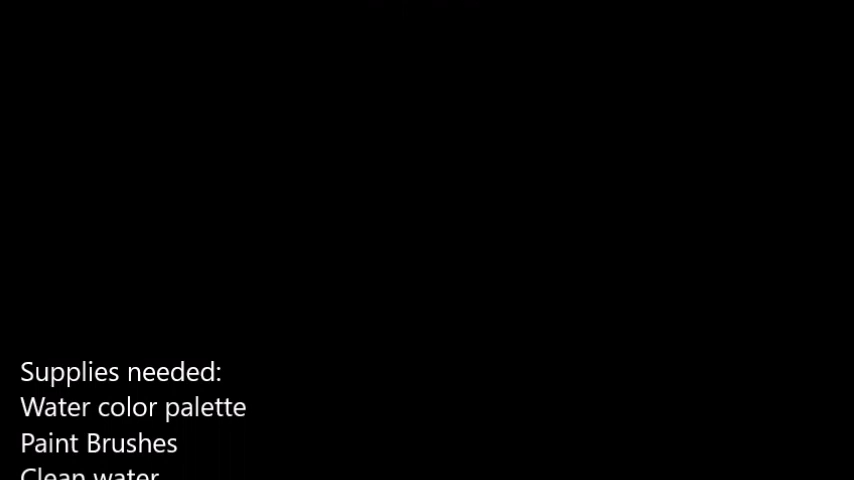 Supplies needed:
Water color palette
Paint Brushes
Clean water